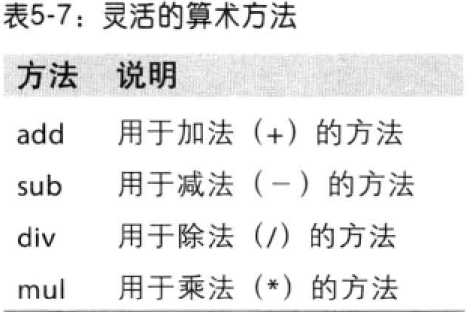 表5-7：灵活的算术方法
方法 说明
add 用于加法（+）的方法
sub 用于减法（－）的方法
div 用于除法（/）的方法
mul 用于乘法（*）的方法